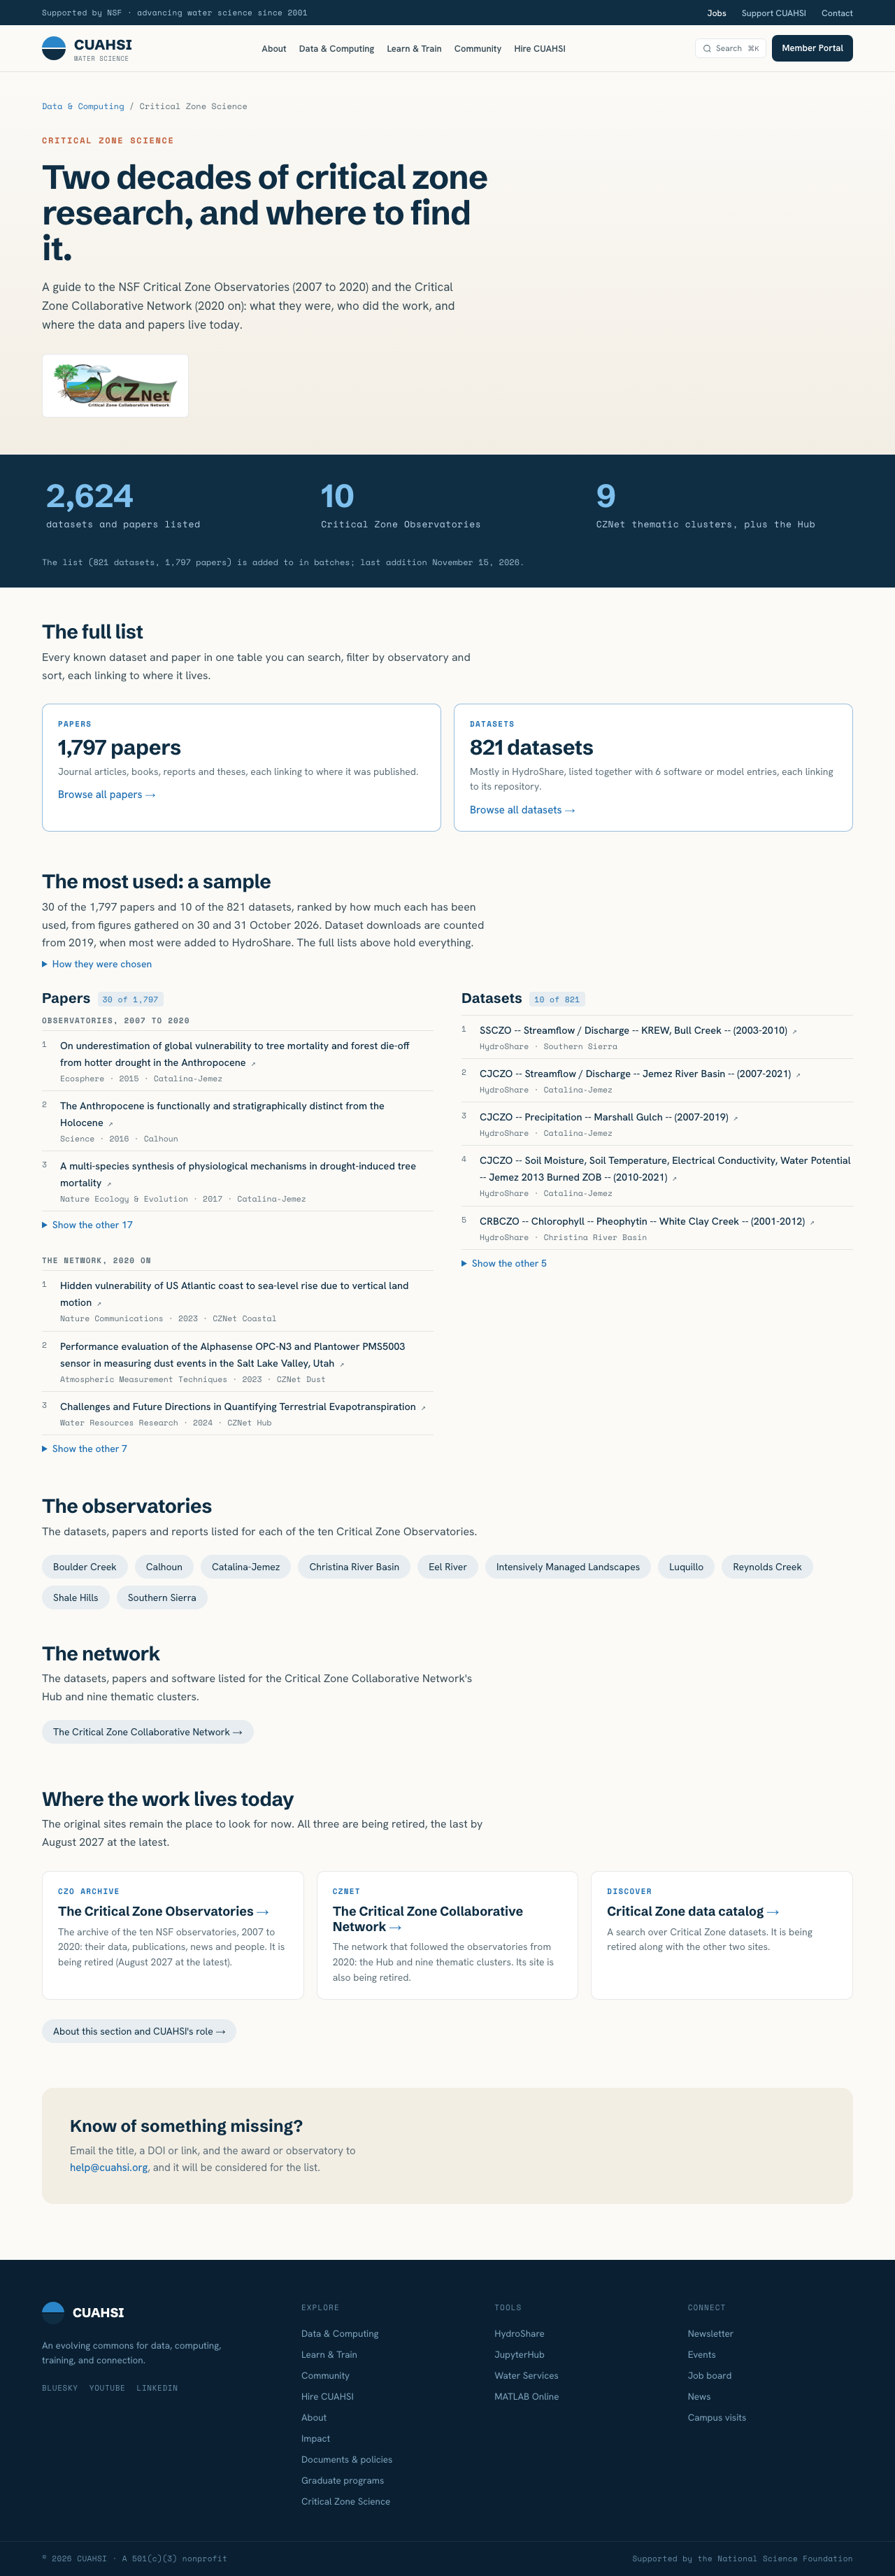 Supported by NSF · advancing water science since 2001
Jobs Support CUAHSI Contact
CUAHSI
WATER SCIENCE
About Data & Computing Learn & Train Community Hire CUAHSI
Search ⌘K
Member Portal
Data & Computing / Critical Zone Science
CRITICAL ZONE SCIENCE
Two decades of critical zone
research, and where to find
it.
A guide to the NSF Critical Zone Observatories (2007 to 2020) and the Critical
Zone Collaborative Network (2020 on): what they were, who did the work, and
where the data and papers live today.
CZNet
Critical Zone Collaborative Network
2,624
datasets and papers listed
10
Critical Zone Observatories
9
CZNet thematic clusters, plus the Hub
The list (821 datasets, 1,797 papers) is added to in batches; last addition November 15, 2026.
The full list
Every known dataset and paper in one table you can search, filter by observatory and
sort, each linking to where it lives.
PAPERS
1,797 papers
Journal articles, books, reports and theses, each linking to where it was published.
Browse all papers →
DATASETS
821 datasets
Mostly in HydroShare, listed together with 6 software or model entries, each linking
to its repository.
Browse all datasets →
The most used: a sample
30 of the 1,797 papers and 10 of the 821 datasets, ranked by how much each has been
used, from figures gathered on 30 and 31 October 2026. Dataset downloads are counted
from 2019, when most were added to HydroShare. The full lists above hold everything.
▶ How they were chosen
Papers 30 of 1,797
OBSERVATORIES, 2007 TO 2020
1 On underestimation of global vulnerability to tree mortality and forest die-off
from hotter drought in the Anthropocene ↗
Ecosphere · 2015 · Catalina-Jemez
2 The Anthropocene is functionally and stratigraphically distinct from the
Holocene ↗
Science · 2016 · Calhoun
3 A multi-species synthesis of physiological mechanisms in drought-induced tree
mortality ↗
Nature Ecology & Evolution · 2017 · Catalina-Jemez
▶ Show the other 17
THE NETWORK, 2020 ON
1 Hidden vulnerability of US Atlantic coast to sea-level rise due to vertical land
motion ↗
Nature Communications · 2023 · CZNet Coastal
2 Performance evaluation of the Alphasense OPC-N3 and Plantower PMS5003
sensor in measuring dust events in the Salt Lake Valley, Utah ↗
Atmospheric Measurement Techniques · 2023 · CZNet Dust
3 Challenges and Future Directions in Quantifying Terrestrial Evapotranspiration ↗
Water Resources Research · 2024 · CZNet Hub
▶ Show the other 7
Datasets 10 of 821
1 SSCZO -- Streamflow / Discharge -- KREW, Bull Creek -- (2003-2010) ↗
HydroShare · Southern Sierra
2 CJCZO -- Streamflow / Discharge -- Jemez River Basin -- (2007-2021) ↗
HydroShare · Catalina-Jemez
3 CJCZO -- Precipitation -- Marshall Gulch -- (2007-2019) ↗
HydroShare · Catalina-Jemez
4 CJCZO -- Soil Moisture, Soil Temperature, Electrical Conductivity, Water Potential
-- Jemez 2013 Burned ZOB -- (2010-2021) ↗
HydroShare · Catalina-Jemez
5 CRBCZO -- Chlorophyll -- Pheophytin -- White Clay Creek -- (2001-2012) ↗
HydroShare · Christina River Basin
▶ Show the other 5
The observatories
The datasets, papers and reports listed for each of the ten Critical Zone Observatories.
Boulder Creek Calhoun Catalina-Jemez Christina River Basin Eel River Intensively Managed Landscapes Luquillo Reynolds Creek
Shale Hills Southern Sierra
The network
The datasets, papers and software listed for the Critical Zone Collaborative Network's
Hub and nine thematic clusters.
The Critical Zone Collaborative Network →
Where the work lives today
The original sites remain the place to look for now. All three are being retired, the last by
August 2027 at the latest.
CZO ARCHIVE
The Critical Zone Observatories →
The archive of the ten NSF observatories, 2007 to
2020: their data, publications, news and people. It is
being retired (August 2027 at the latest).
CZNET
The Critical Zone Collaborative
Network →
The network that followed the observatories from
2020: the Hub and nine thematic clusters. Its site is
also being retired.
DISCOVER
Critical Zone data catalog →
A search over Critical Zone datasets. It is being
retired along with the other two sites.
About this section and CUAHSI's role →
Know of something missing?
Email the title, a DOI or link, and the award or observatory to
help@cuahsi.org, and it will be considered for the list.
CUAHSI
An evolving commons for data, computing,
training, and connection.
BLUESKY YOUTUBE LINKEDIN
EXPLORE
Data & Computing
Learn & Train
Community
Hire CUAHSI
About
Impact
Documents & policies
Graduate programs
Critical Zone Science
TOOLS
HydroShare
JupyterHub
Water Services
MATLAB Online
CONNECT
Newsletter
Events
Job board
News
Campus visits
© 2026 CUAHSI · A 501(c)(3) nonprofit
Supported by the National Science Foundation